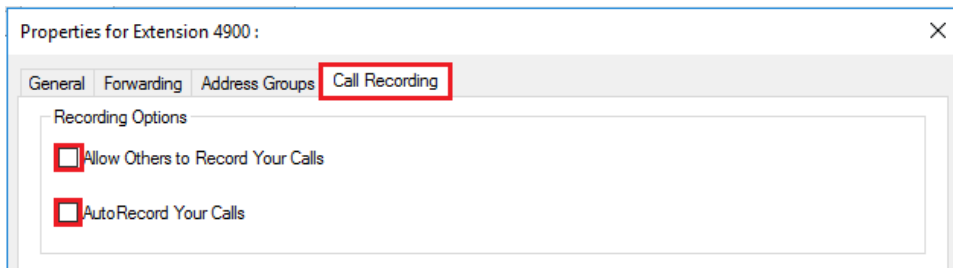 Properties for Extension 4900 :
General Forwarding Address Groups Call Recording
Recording Options
Allow Others to Record Your Calls
AutoRecord Your Calls